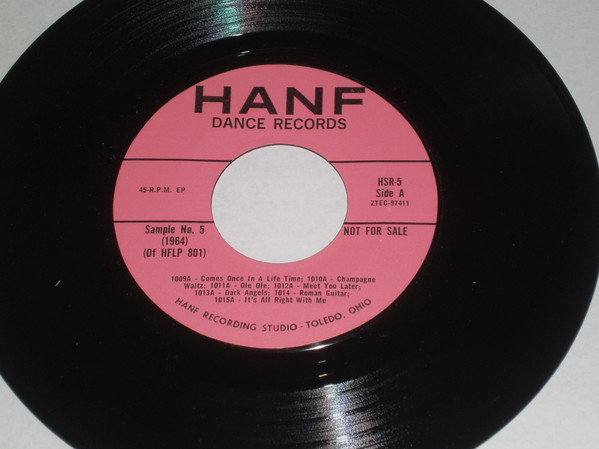 HANF
DANCE RECORDS
45-R.P.M. EP
HSR-5
Side A
2TEC-97411
Sample No. 5
(1964)
(Of HFLP 801)
NOT FOR SALE
1009A - Comes Once In A Life Time; 1010A - Champagne
Waltz; 1011A - Ole Ole; 1012A - Meet You Later;
1013A - Dark Angels; 1014 - Roman Guitar;
1015A - It's All Right With Me
HANF RECORDING STUDIO - TOLEDO, OHIO